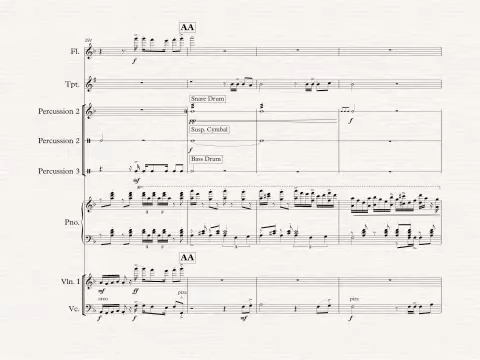 AA
Fl.
f
Tpt.
Percussion 2
Snare Drum
pp
f
Percussion 2
Susp. Cymbal
Percussion 3
Bass Drum
mf
Pno.
AA
Vln. I
mf
ff
pizz
arco
pizz
Vc.
f
f
mf
f